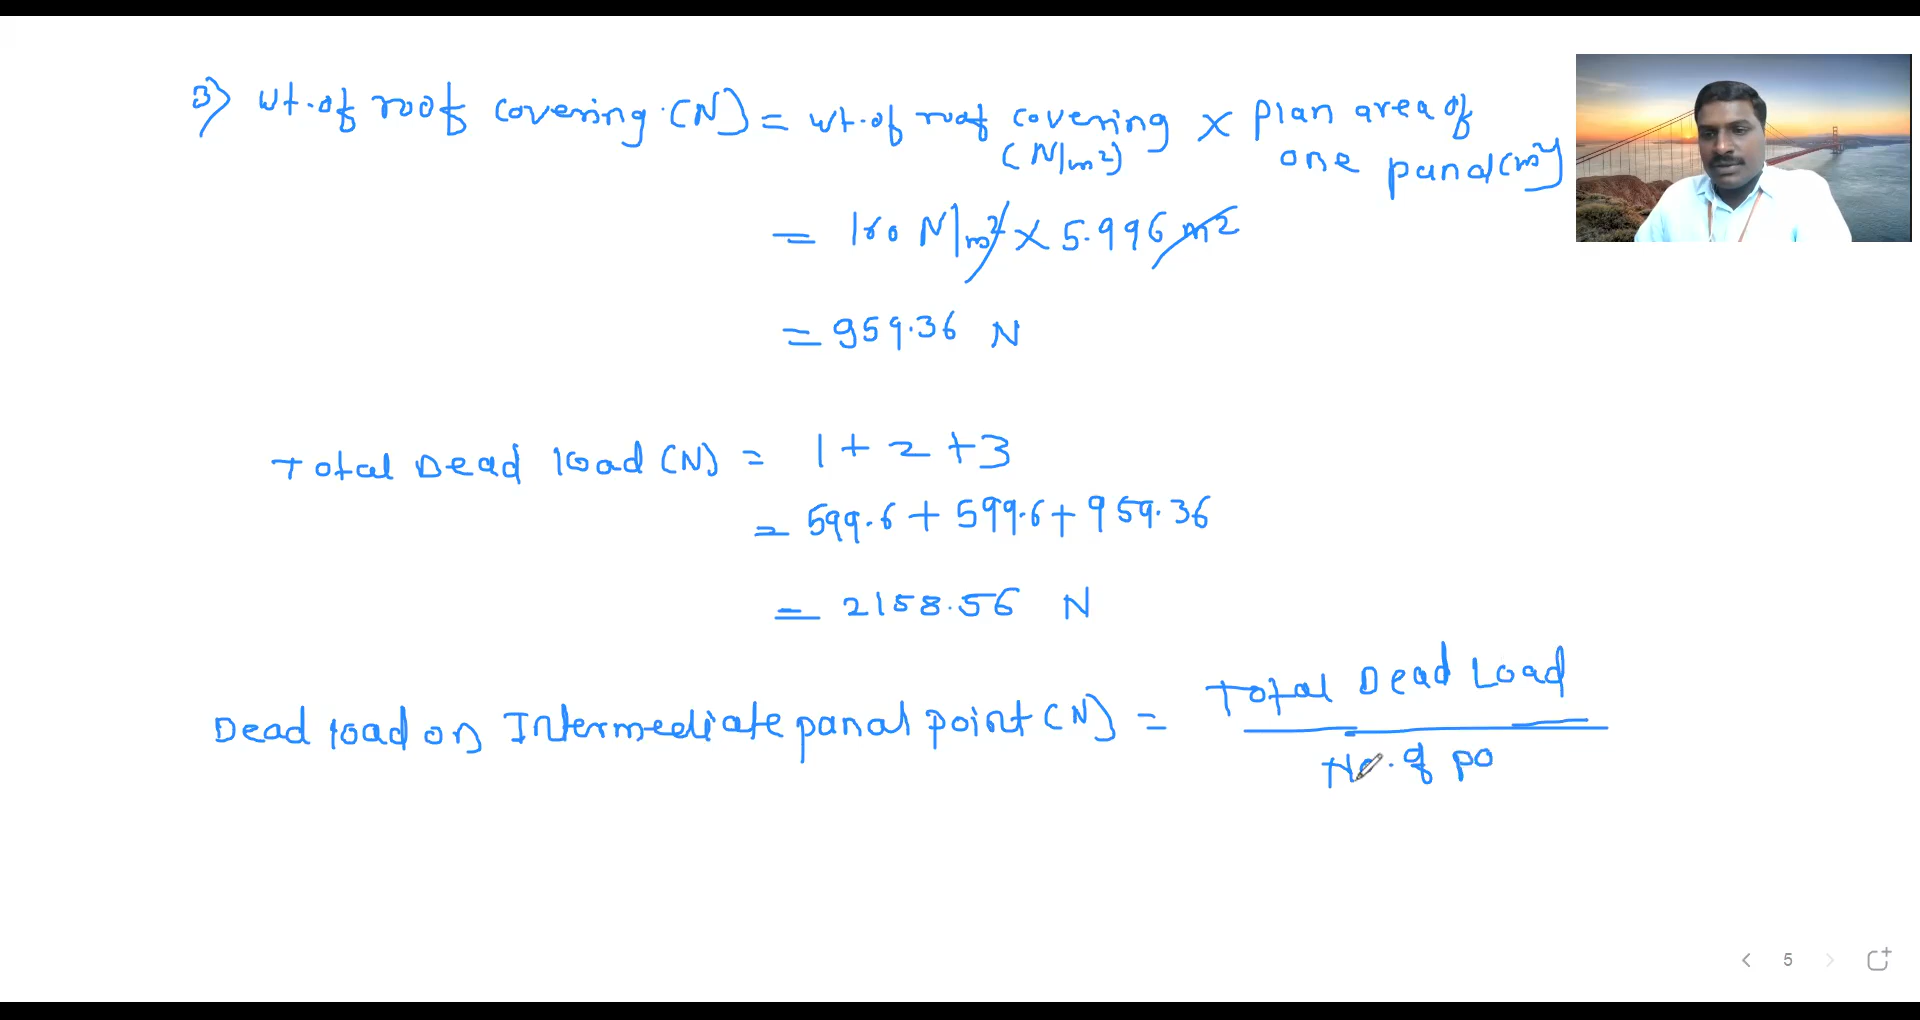 3) wt. of roof covering (N) = wt. of roof covering × plan area of
(N/m²) one panal (m²)
= 160 N/m² × 5.996 m²
= 959.36 N
Total Dead load (N) = 1 + 2 + 3
= 599.6 + 599.6 + 959.36
= 2158.56 N
Dead load on Intermediate panal point (N) = Total Dead Load
No. of po
5